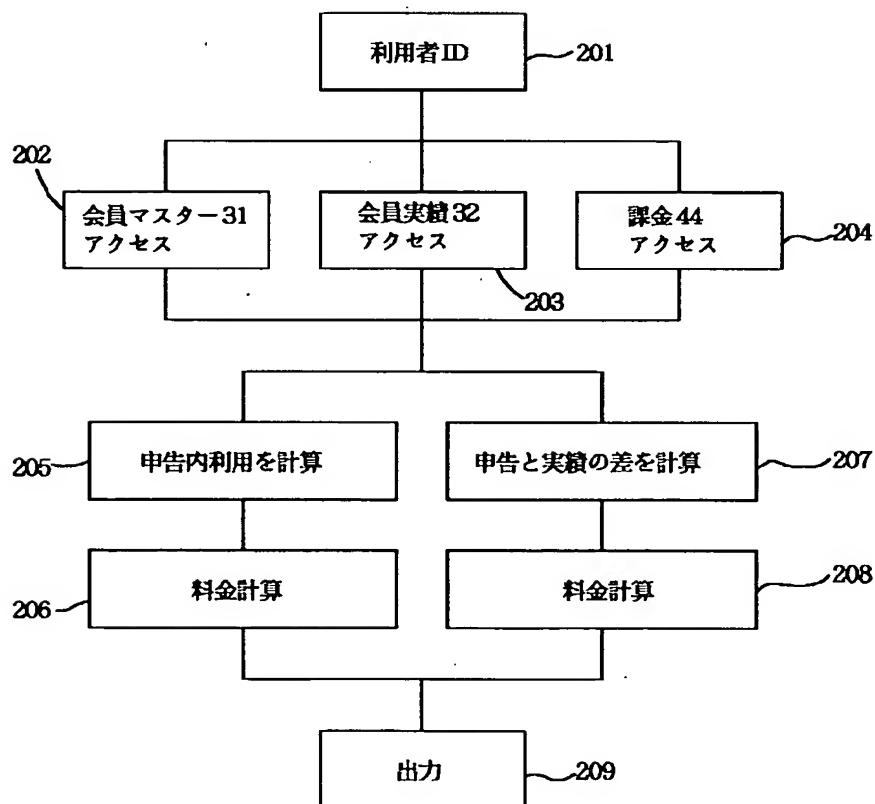 利用者ID
201
202
会員マスター31
アクセス
会員実績32
アクセス
203
課金44
アクセス
204
205
申告内利用を計算
申告と実績の差を計算
207
206
料金計算
料金計算
208
出力
209